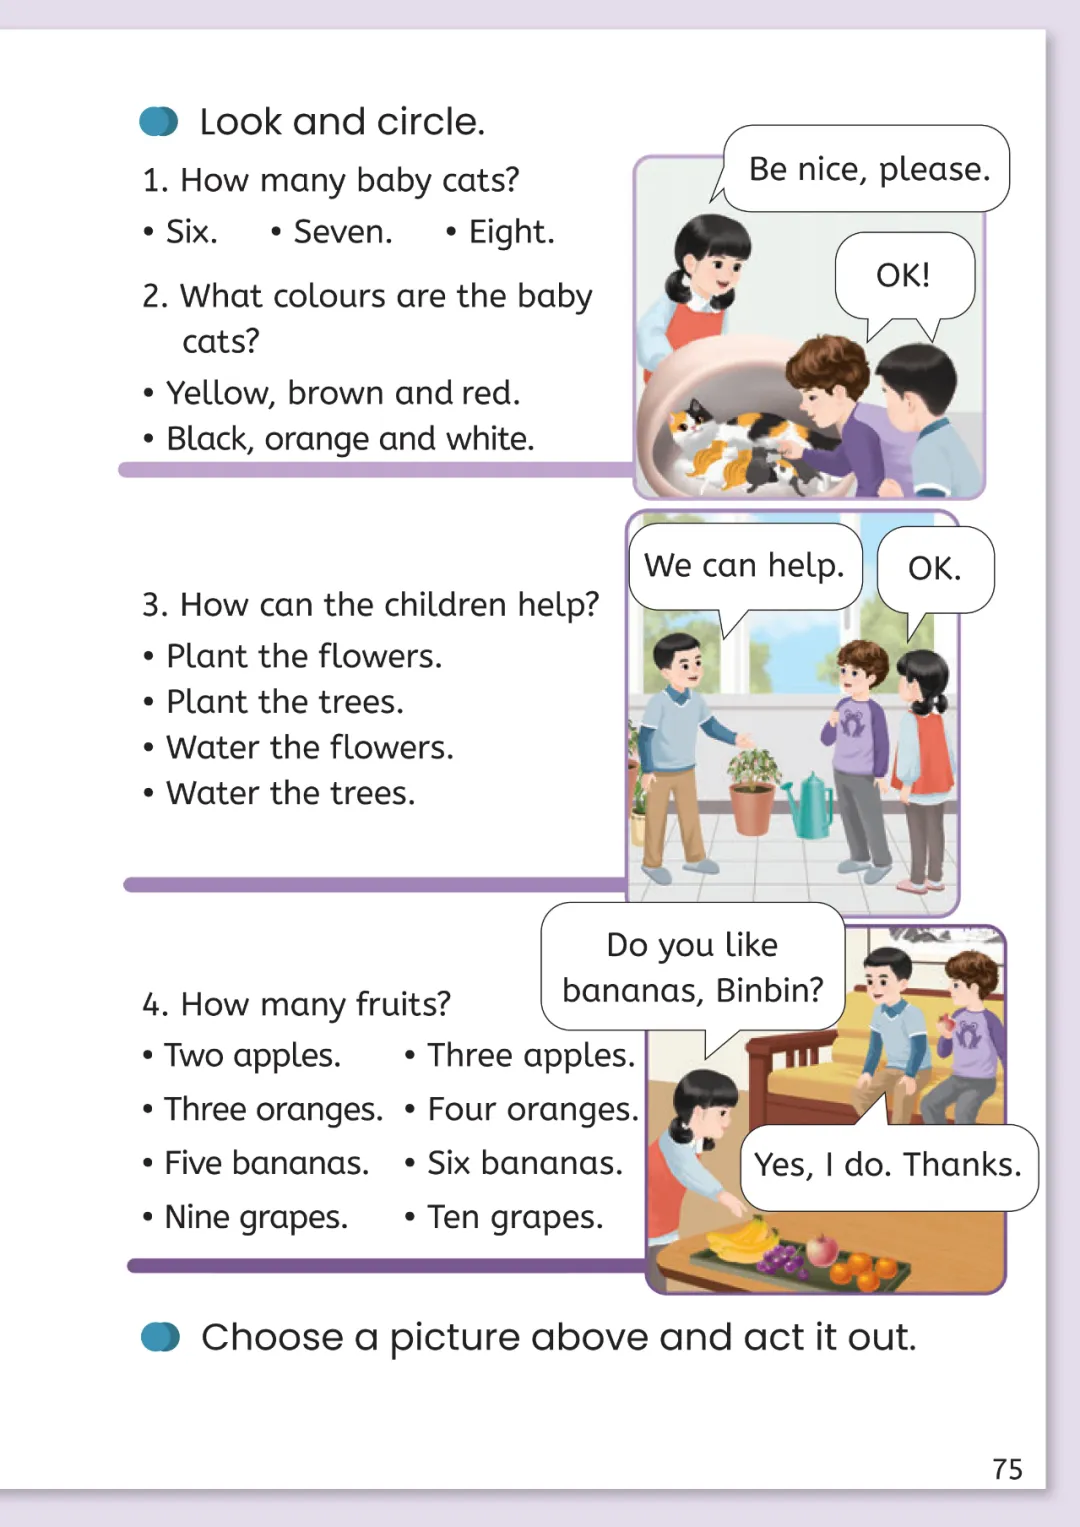 Look and circle.
1. How many baby cats?
• Six. • Seven. • Eight.
2. What colours are the baby
cats?
• Yellow, brown and red.
• Black, orange and white.
Be nice, please.
OK!
3. How can the children help?
• Plant the flowers.
• Plant the trees.
• Water the flowers.
• Water the trees.
We can help.
OK.
4. How many fruits?
• Two apples. • Three apples.
• Three oranges. • Four oranges.
• Five bananas. • Six bananas.
• Nine grapes. • Ten grapes.
Do you like
bananas, Binbin?
Yes, I do. Thanks.
Choose a picture above and act it out.
75